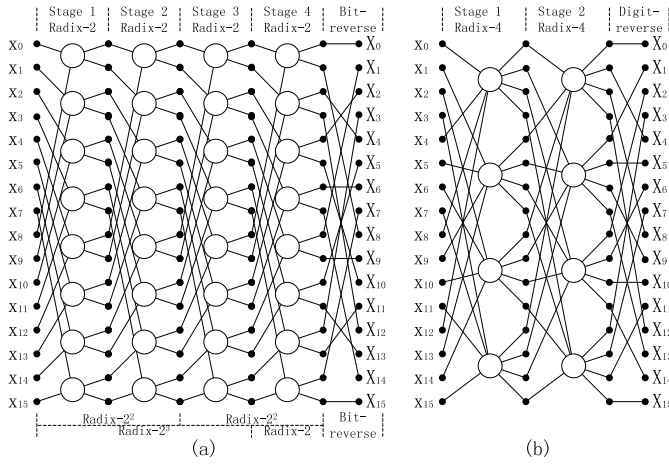 Stage 1 Stage 2 Stage 3 Stage 4 Bit-
Radix-2 Radix-2 Radix-2 Radix-2 reverse
x0 X0
x1 X1
x2 X2
x3 X3
x4 X4
x5 X5
x6 X6
x7 X7
x8 X8
x9 X9
x10 X10
x11 X11
x12 X12
x13 X13
x14 X14
x15 X15
Radix-2² Radix-2² Bit-
Radix-2³ Radix-2 reverse
(a)
Stage 1 Stage 2 Digit-
Radix-4 Radix-4 reverse
x0 X0
x1 X1
x2 X2
x3 X3
x4 X4
x5 X5
x6 X6
x7 X7
x8 X8
x9 X9
x10 X10
x11 X11
x12 X12
x13 X13
x14 X14
x15 X15
(b)